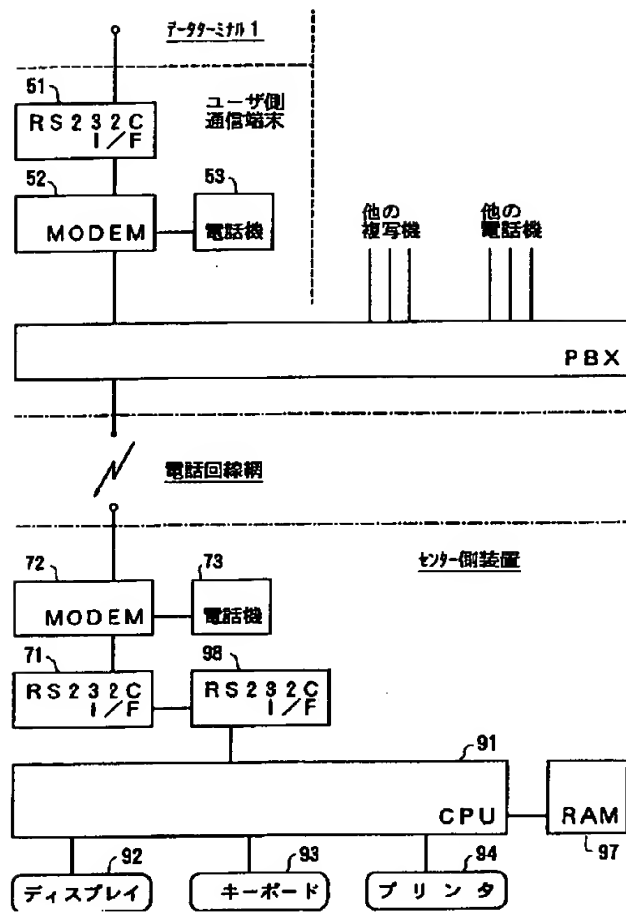 データターミナル1
51
ユーザ側
通信端末
RS232C
I/F
52
53
MODEM
電話機
他の
複写機
他の
電話機
PBX
電話回線網
センター側装置
72
73
MODEM
電話機
71
98
RS232C
I/F
RS232C
I/F
91
CPU
RAM
97
92
93
94
ディスプレイ
キーボード
プリンタ